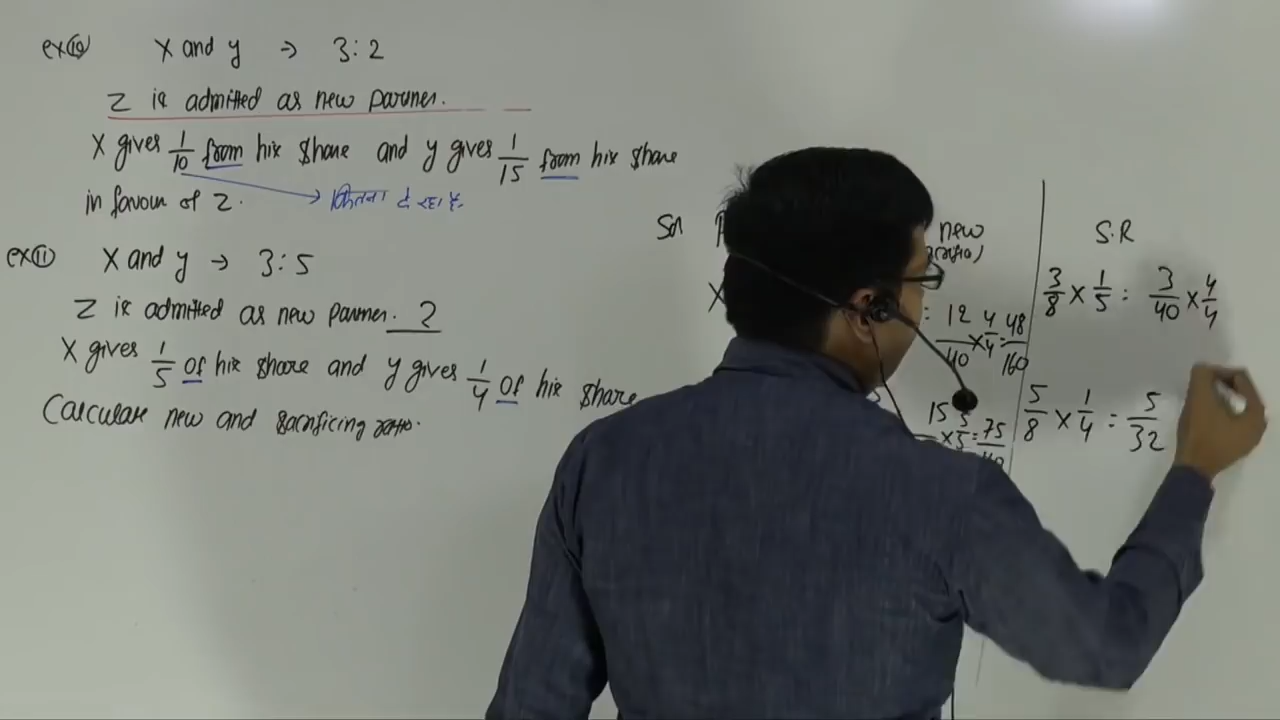 ex⑩ X and y → 3:2
Z is admitted as new partner.
X gives 1/10 from his share and y gives 1/15 from his share
in favour of Z. → कितना दे रहा है
ex⑪ X and y → 3:5
Z is admitted as new partner. ?
X gives 1/5 of his share and y gives 1/4 of his share
Calculate new and sacrificing ratio.
new S.R
: 12/40 × 4/4 = 48/160 3/8 × 1/5 = 3/40 × 4/4
× 5 = 75 5/8 × 1/4 = 5/32